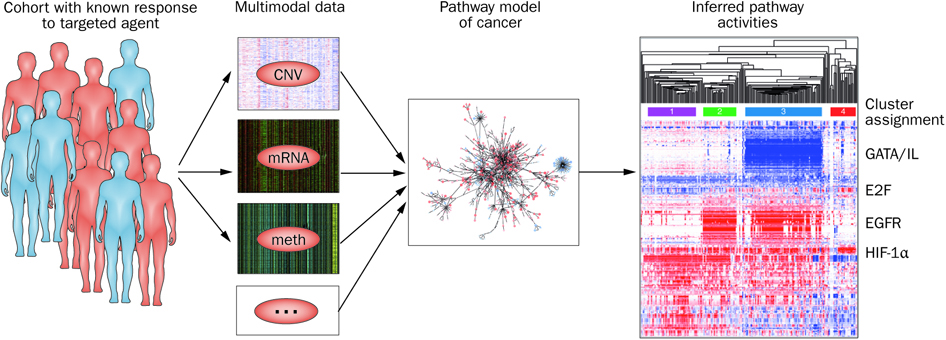 Cohort with known response
to targeted agent
Multimodal data
Pathway model
of cancer
Inferred pathway
activities
CNV
mRNA
meth
...
1
2
3
4
Cluster
assignment
GATA/IL
E2F
EGFR
HIF-1α